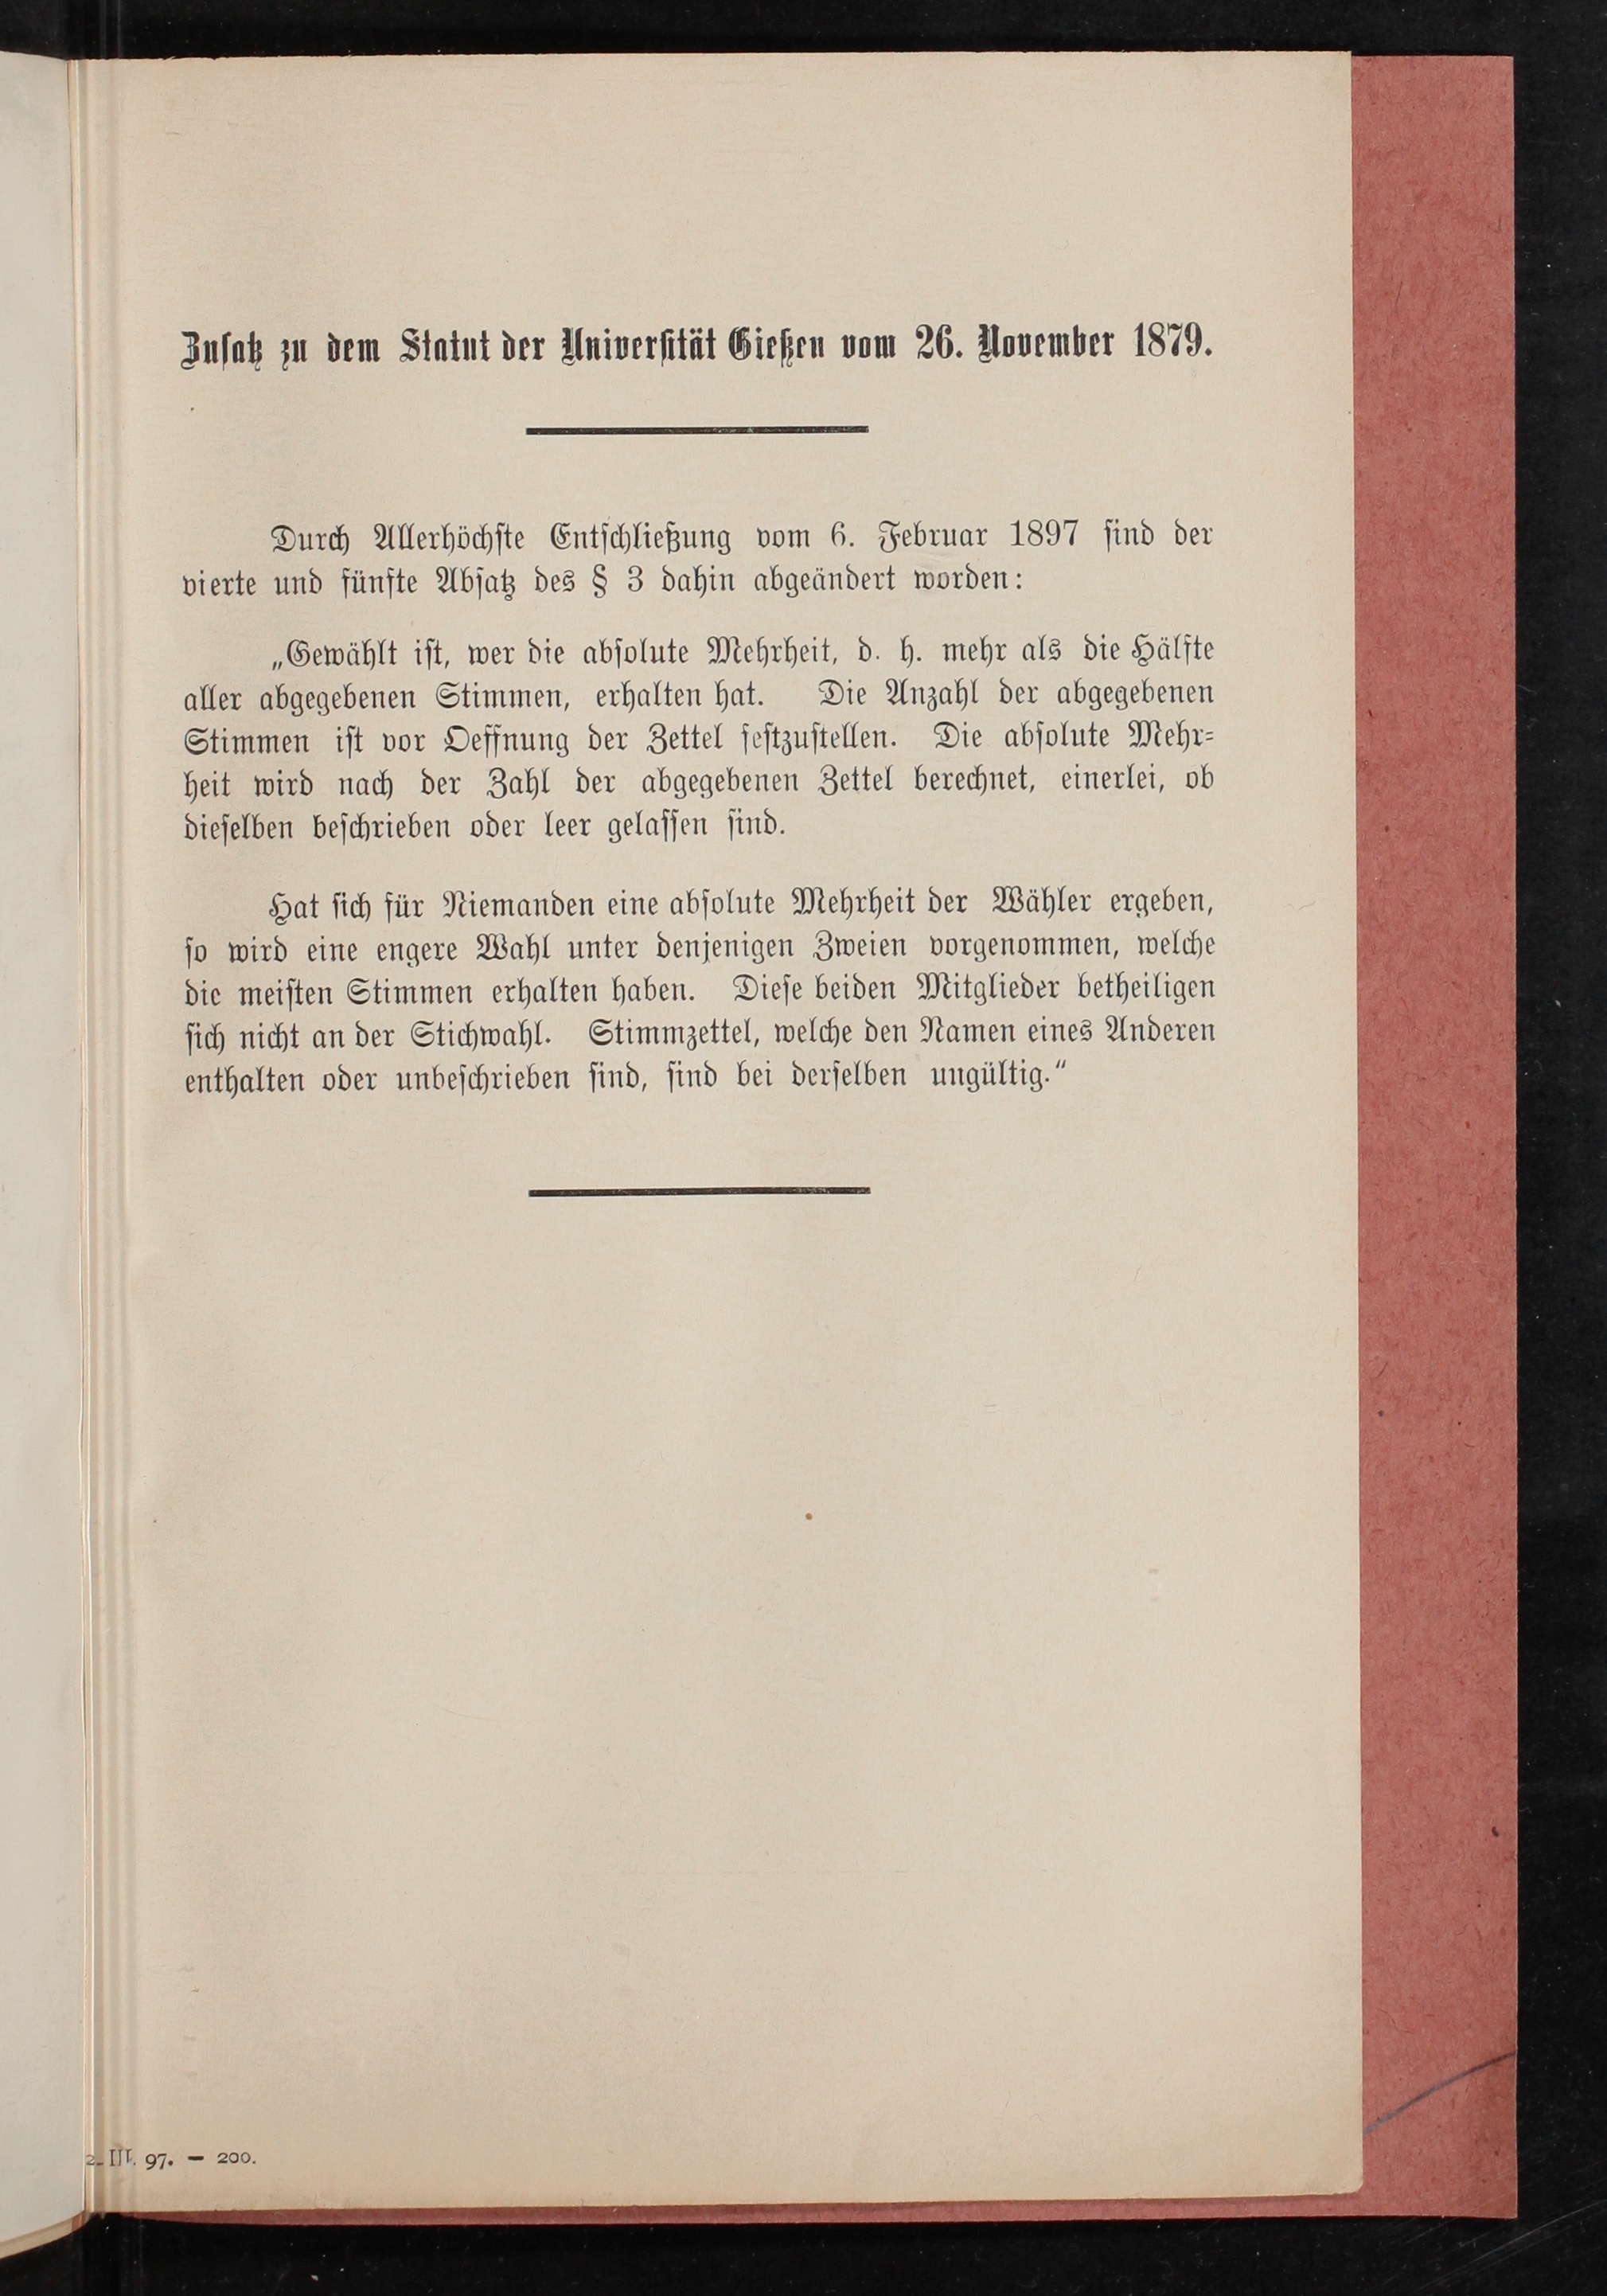 Zusatz zu dem Statut der Universität Gießen vom 26. November 1879.
Durch Allerhöchste Entschließung vom 6. Februar 1897 sind der
vierte und fünfte Absatz des § 3 dahin abgeändert worden:
„Gewählt ist, wer die absolute Mehrheit, d. h. mehr als die Hälfte
aller abgegebenen Stimmen, erhalten hat. Die Anzahl der abgegebenen
Stimmen ist vor Oeffnung der Zettel festzustellen. Die absolute Mehr-
heit wird nach der Zahl der abgegebenen Zettel berechnet, einerlei, ob
dieselben beschrieben oder leer gelassen sind.
Hat sich für Niemanden eine absolute Mehrheit der Wähler ergeben,
so wird eine engere Wahl unter denjenigen Zweien vorgenommen, welche
die meisten Stimmen erhalten haben. Diese beiden Mitglieder betheiligen
sich nicht an der Stichwahl. Stimmzettel, welche den Namen eines Anderen
enthalten oder unbeschrieben sind, sind bei derselben ungültig.“
2. III. 97. — 200.